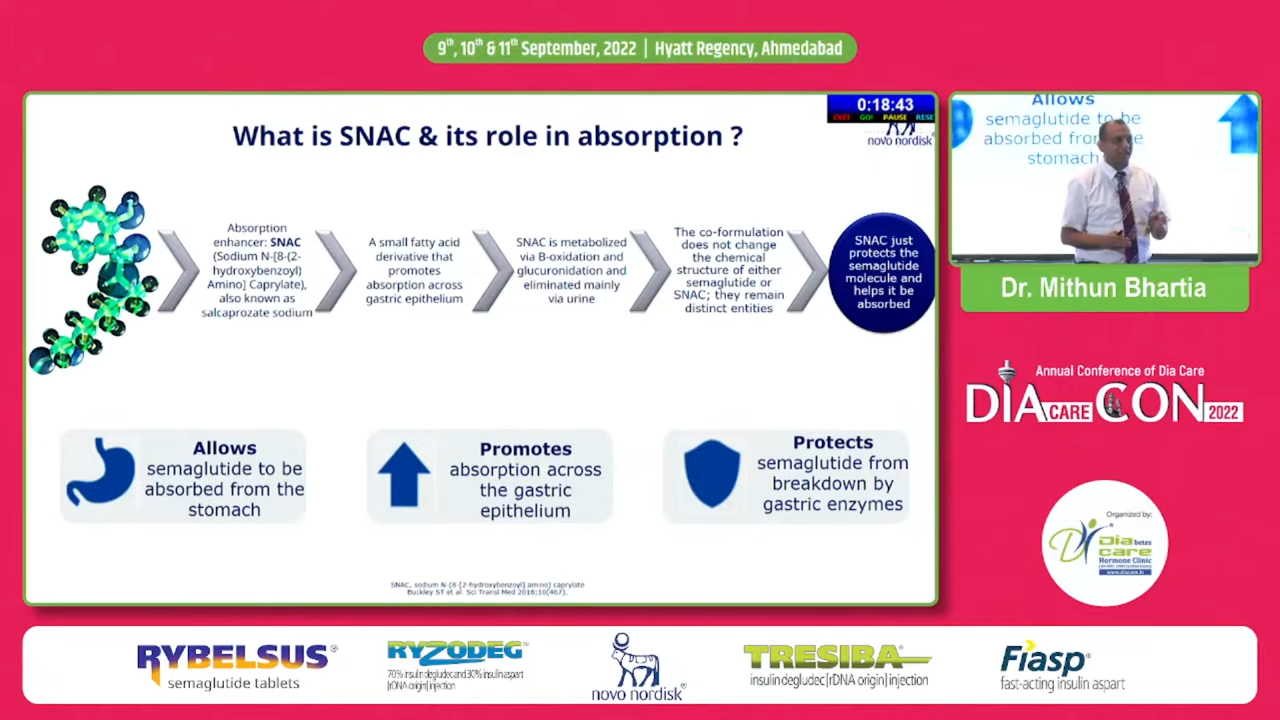 9th, 10th & 11th September, 2022 | Hyatt Regency, Ahmedabad
0:18:43
EXIT GO! PAUSE RESE
What is SNAC & its role in absorption ?
novo nordisk
Absorption
enhancer: SNAC
(Sodium N-[8-(2-
hydroxybenzoyl)
Amino] Caprylate),
also known as
salcaprozate sodium
A small fatty acid
derivative that
promotes
absorption across
gastric epithelium
SNAC is metabolized
via B-oxidation and
glucuronidation and
eliminated mainly
via urine
The co-formulation
does not change
the chemical
structure of either
semaglutide or
SNAC; they remain
distinct entities
SNAC just
protects the
semaglutide
molecule and
helps it be
absorbed
Allows
semaglutide to be
absorbed from the
stomach
Promotes
absorption across
the gastric
epithelium
Protects
semaglutide from
breakdown by
gastric enzymes
SNAC, sodium N-(8-[2-hydroxybenzoyl] amino) caprylate
Buckley ST et al. Sci Transl Med 2018;10(467).
Allows
semaglutide to be
absorbed from
stomach
Dr. Mithun Bhartia
Annual Conference of Dia Care
DIA CARE CON 2022
Organized by:
Diabetes
care
Hormone Clinic
www.diacare.in
RYBELSUS®
semaglutide tablets
RYZODEG™
70% insulin degludec and 30% insulin aspart
[rDNA origin] injection
novo nordisk®
TRESIBA®
insulin degludec [rDNA origin] injection
Fiasp®
fast-acting insulin aspart